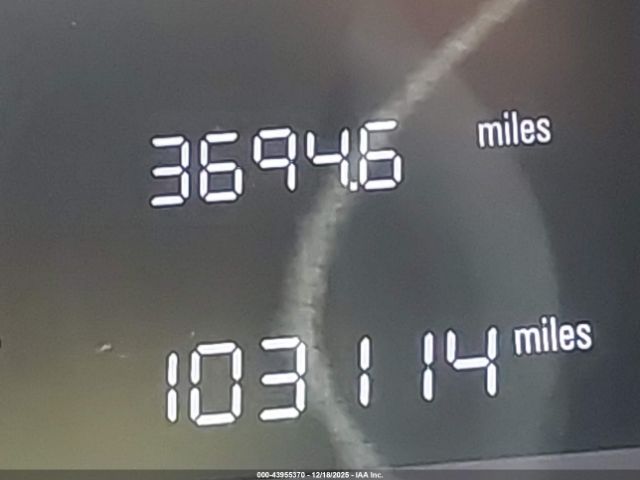 3694.6 miles
103114 miles
000-43955370 - 12/18/2025 - IAA Inc.